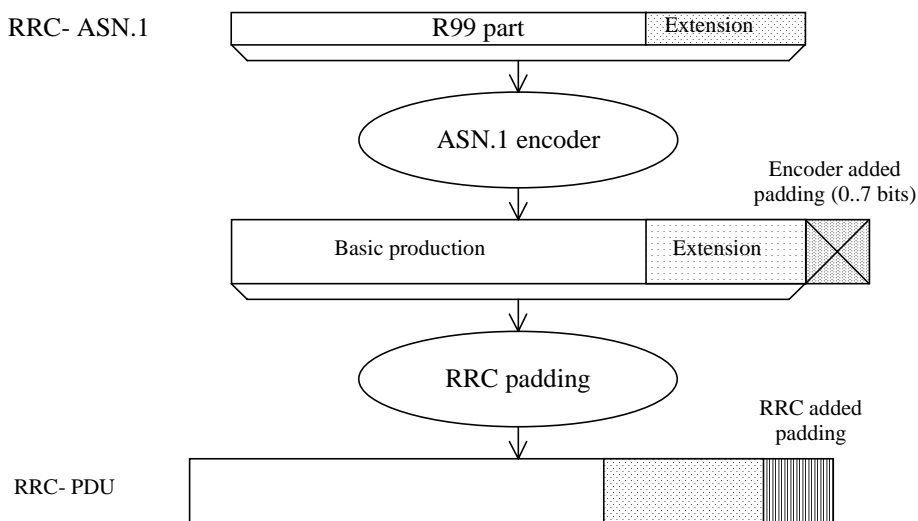 RRC- ASN.1
R99 part
Extension
ASN.1 encoder
Encoder added
padding (0..7 bits)
Basic production
Extension
RRC padding
RRC added
padding
RRC- PDU